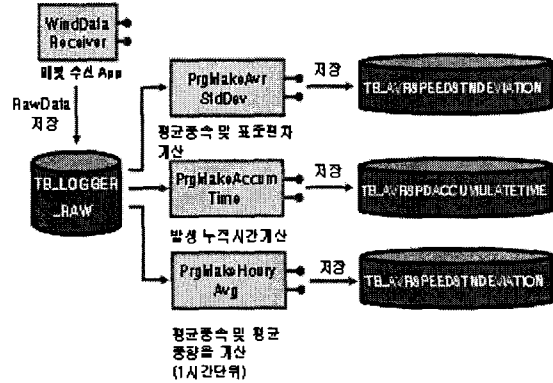 WindData
Receiver
패킷 수신 App
RawData
저장
TB_LOGGER
_RAW
PrgMakeAvr
StdDev
평균풍속 및 표준편차
계산
저장
TB_AVRSPEEDSTNDEVIATION
PrgMakeAccum
Time
발생 누적시간계산
저장
TB_AVRSPDACCUMULATETIME
PrgMakeHoury
Avg
평균풍속 및 평균
풍향을 계산
(1시간단위)
저장
TB_AVRSPEEDSTNDEVIATION